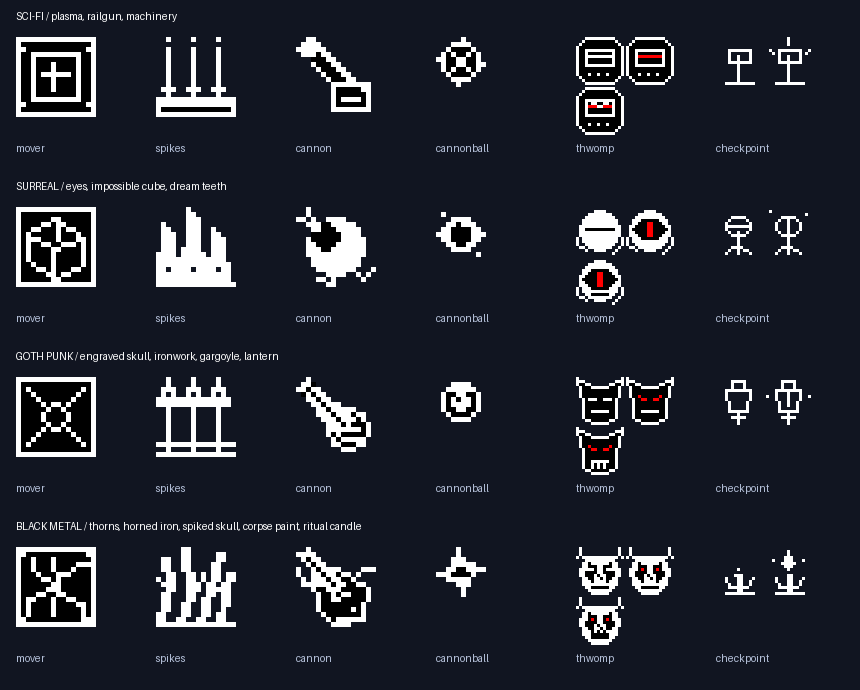 SCI-FI / plasma, railgun, machinery
mover spikes cannon cannonball thwomp checkpoint
SURREAL / eyes, impossible cube, dream teeth
mover spikes cannon cannonball thwomp checkpoint
GOTH PUNK / engraved skull, ironwork, gargoyle, lantern
mover spikes cannon cannonball thwomp checkpoint
BLACK METAL / thorns, horned iron, spiked skull, corpse paint, ritual candle
mover spikes cannon cannonball thwomp checkpoint